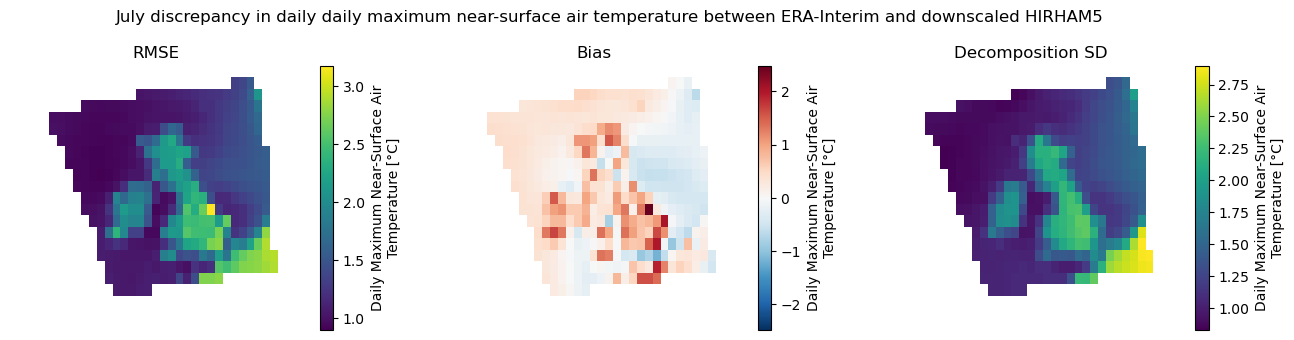 July discrepancy in daily daily maximum near-surface air temperature between ERA-Interim and downscaled HIRHAM5
RMSE
3.0
2.5
2.0
1.5
1.0
Daily Maximum Near-Surface Air
Temperature [°C]
Bias
2
1
0
−1
−2
Daily Maximum Near-Surface Air
Temperature [°C]
Decomposition SD
2.75
2.50
2.25
2.00
1.75
1.50
1.25
1.00
Daily Maximum Near-Surface Air
Temperature [°C]